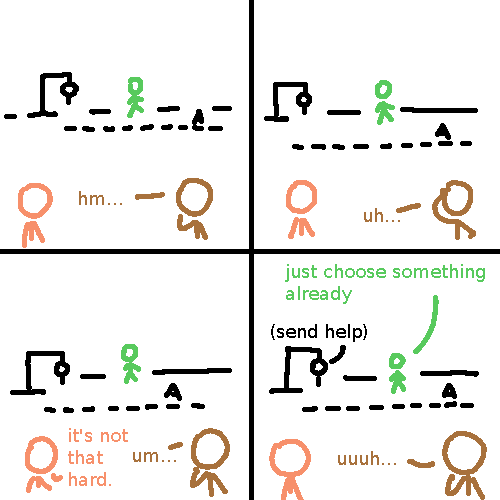 A
hm...
A
uh...
A
it's not
that
hard.
um...
just choose something
already
(send help)
A
uuuh...